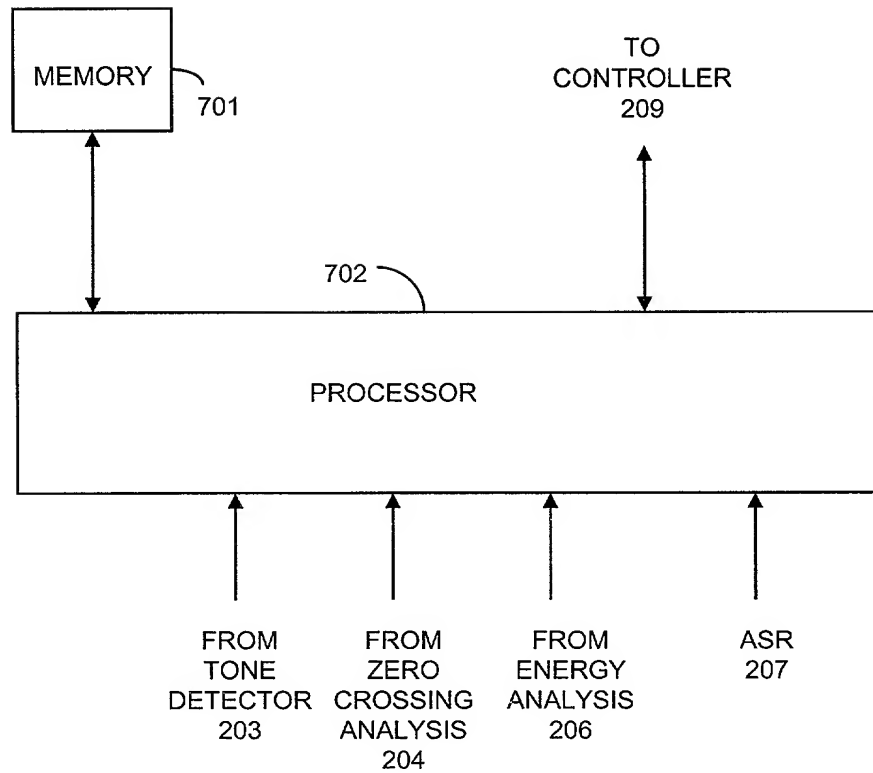 MEMORY
701
TO
CONTROLLER
209
702
PROCESSOR
FROM
TONE
DETECTOR
203
FROM
ZERO
CROSSING
ANALYSIS
204
FROM
ENERGY
ANALYSIS
206
ASR
207